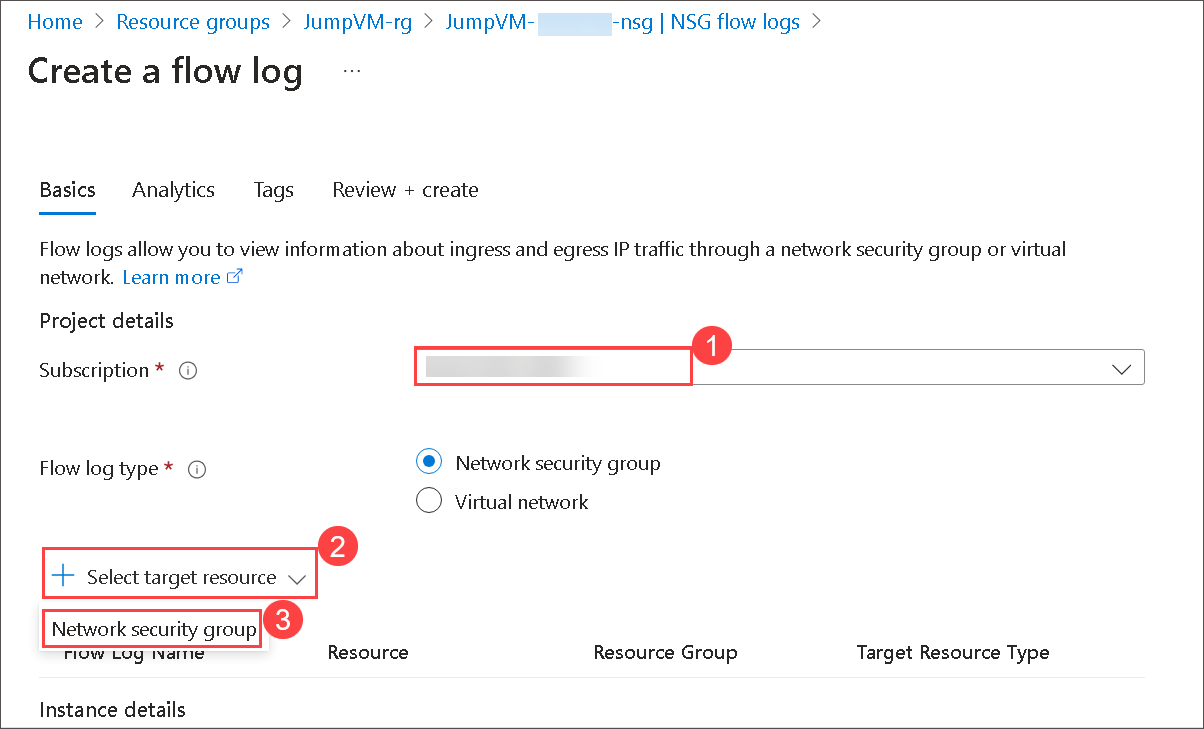 Home > Resource groups > JumpVM-rg > JumpVM- -nsg | NSG flow logs >
Create a flow log ...
Basics Analytics Tags Review + create
Flow logs allow you to view information about ingress and egress IP traffic through a network security group or virtual
network. Learn more
Project details
1
Subscription *
Flow log type * Network security group
Virtual network
2
+ Select target resource
Network security group 3
Flow Log Name Resource Resource Group Target Resource Type
Instance details